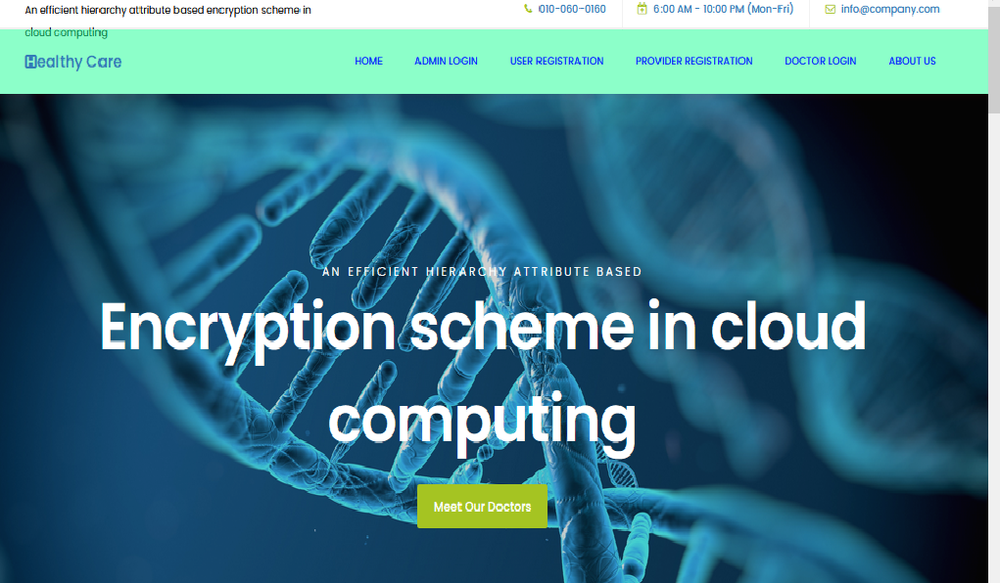 An efficient hierarchy attribute based encryption scheme in
cloud computing
010-060-0160
6:00 AM - 10:00 PM (Mon-Fri)
info@company.com
Healthy Care
HOME
ADMIN LOGIN
USER REGISTRATION
PROVIDER REGISTRATION
DOCTOR LOGIN
ABOUT US
AN EFFICIENT HIERARCHY ATTRIBUTE BASED
Encryption scheme in cloud
computing
Meet Our Doctors